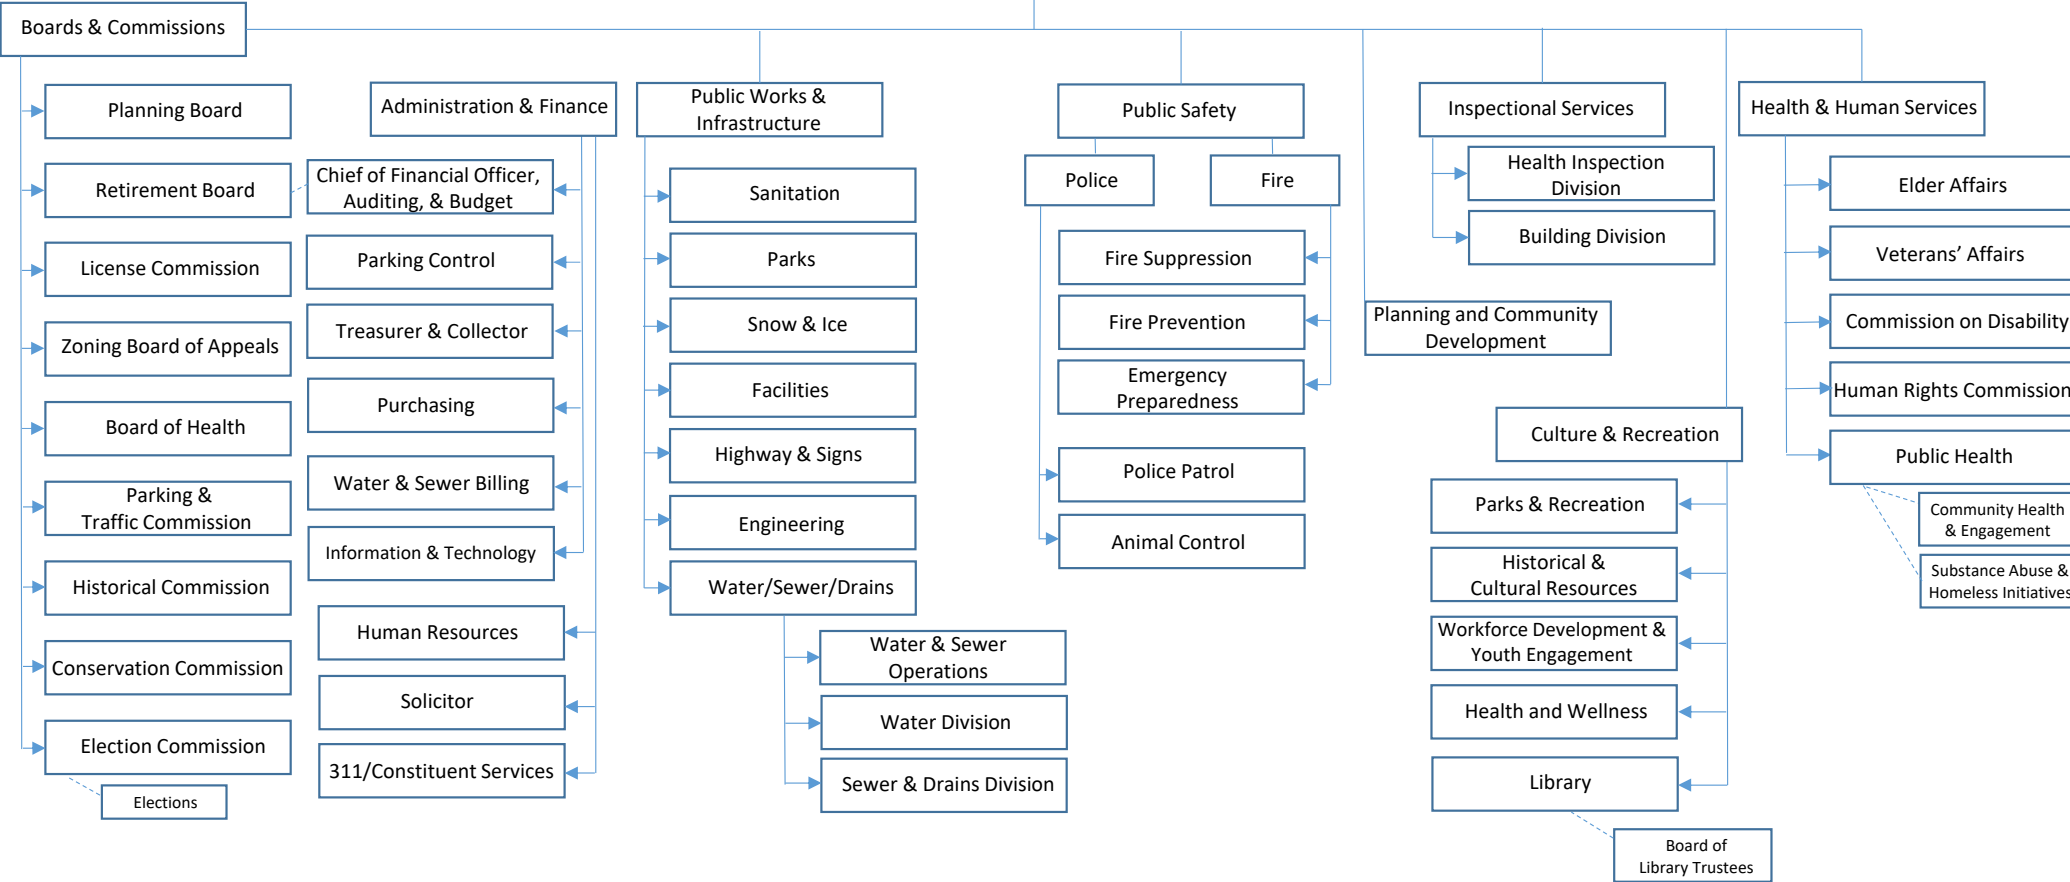 Boards & Commissions
Planning Board
Retirement Board
License Commission
Zoning Board of Appeals
Board of Health
Parking &
Traffic Commission
Historical Commission
Conservation Commission
Election Commission
Elections
Administration & Finance
Chief of Financial Officer,
Auditing, & Budget
Parking Control
Treasurer & Collector
Purchasing
Water & Sewer Billing
Information & Technology
Human Resources
Solicitor
311/Constituent Services
Public Works &
Infrastructure
Sanitation
Parks
Snow & Ice
Facilities
Highway & Signs
Engineering
Water/Sewer/Drains
Water & Sewer
Operations
Water Division
Sewer & Drains Division
Public Safety
Police
Fire
Fire Suppression
Fire Prevention
Emergency
Preparedness
Police Patrol
Animal Control
Planning and Community
Development
Inspectional Services
Health Inspection
Division
Building Division
Culture & Recreation
Parks & Recreation
Historical &
Cultural Resources
Workforce Development &
Youth Engagement
Health and Wellness
Library
Board of
Library Trustees
Health & Human Services
Elder Affairs
Veterans’ Affairs
Commission on Disability
Human Rights Commission
Public Health
Community Health
& Engagement
Substance Abuse &
Homeless Initiatives